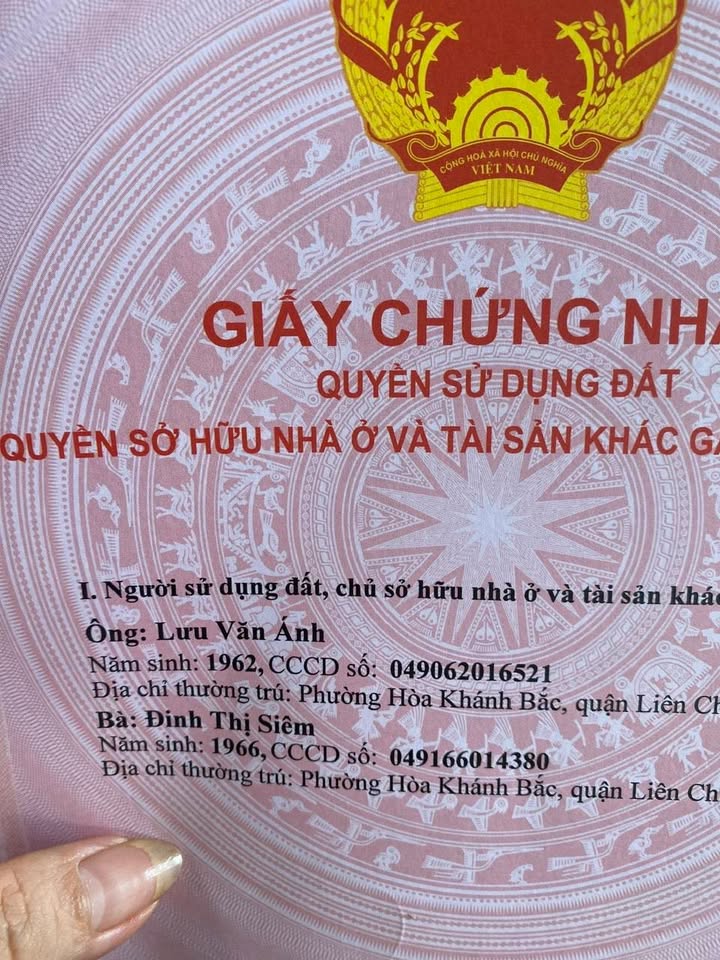 CỘNG HOÀ XÃ HỘI CHỦ NGHĨA
VIỆT NAM
GIẤY CHỨNG
QUYỀN SỬ DỤNG ĐẤT
QUYỀN SỞ HỮU NHÀ Ở VÀ TÀI SẢN KHÁC
I. Người sử dụng đất, chủ sở hữu nhà ở và tài sản khác
Ông: Lưu Văn Ánh
Năm sinh: 1962, CCCD số: 049062016521
Địa chỉ thường trú: Phường Hòa Khánh Bắc, quận Liên
Bà: Đinh Thị Siêm
Năm sinh: 1966, CCCD số: 049166014380
Địa chỉ thường trú: Phường Hòa Khánh Bắc, quận Liên